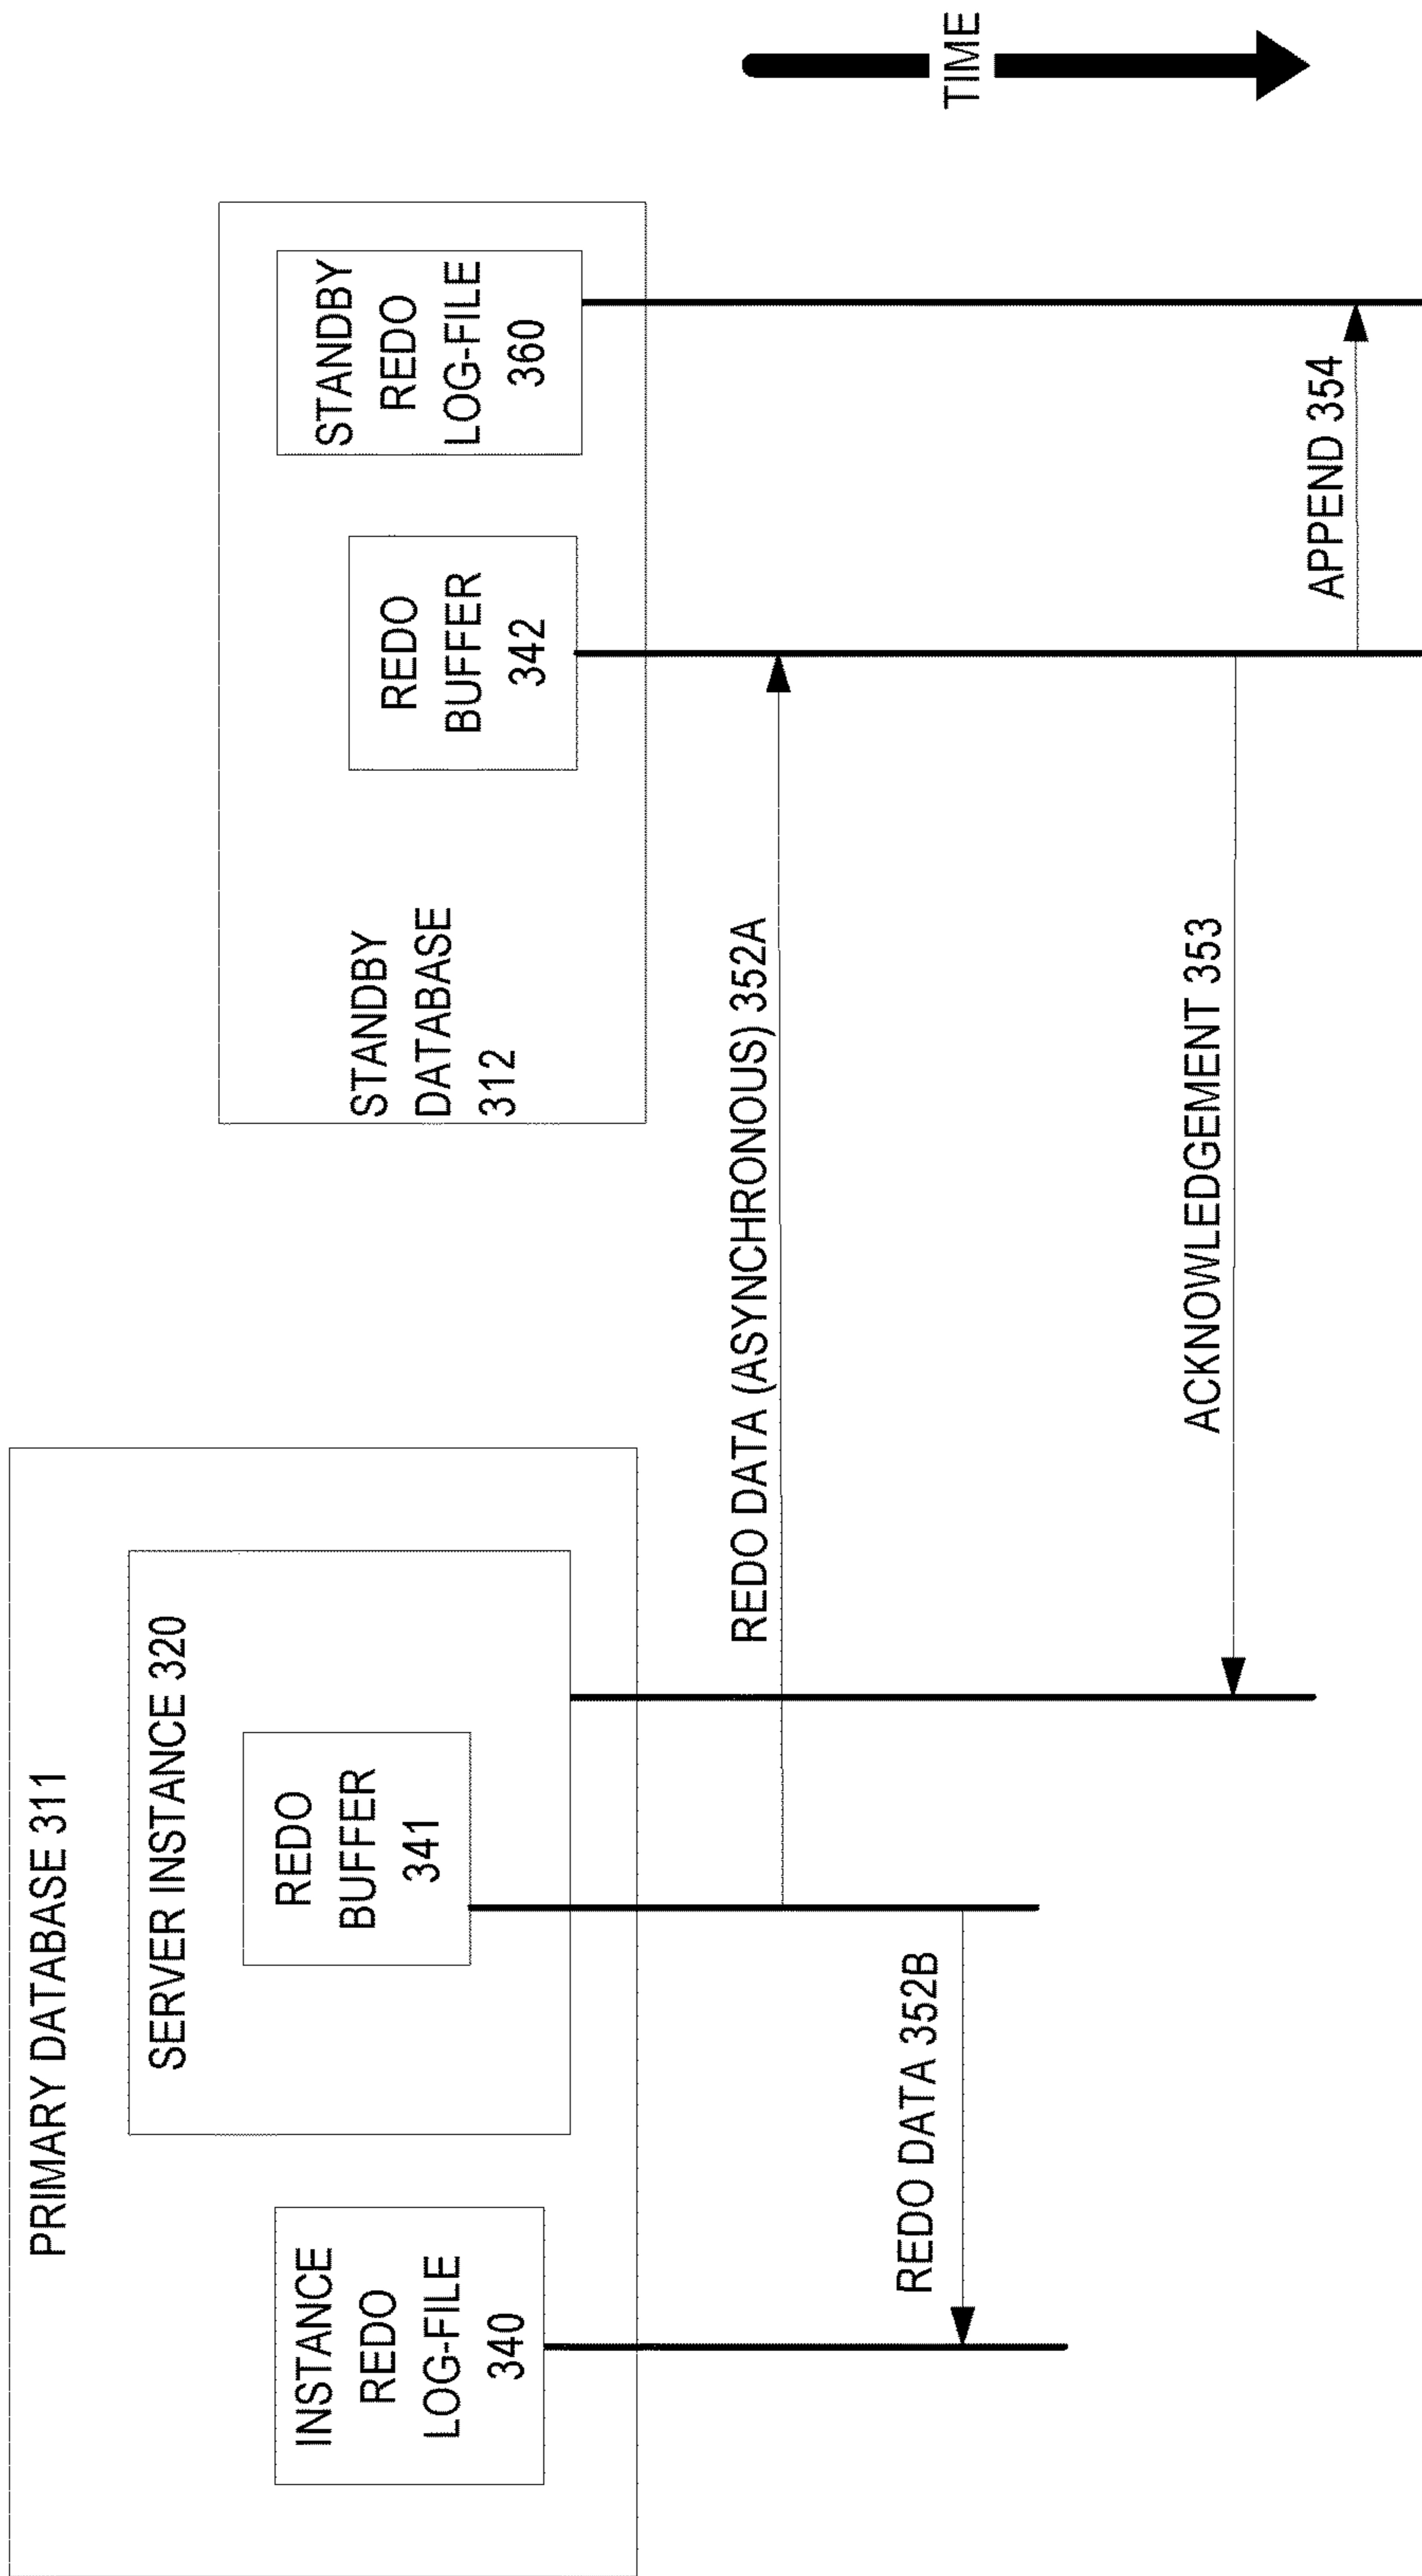 PRIMARY DATABASE 311
SERVER INSTANCE 320
INSTANCE
REDO
LOG-FILE
340
REDO
BUFFER
341
STANDBY
DATABASE
312
REDO
BUFFER
342
STANDBY
REDO
LOG-FILE
360
REDO DATA (ASYNCHRONOUS) 352A
REDO DATA 352B
ACKNOWLEDGEMENT 353
APPEND 354
TIME